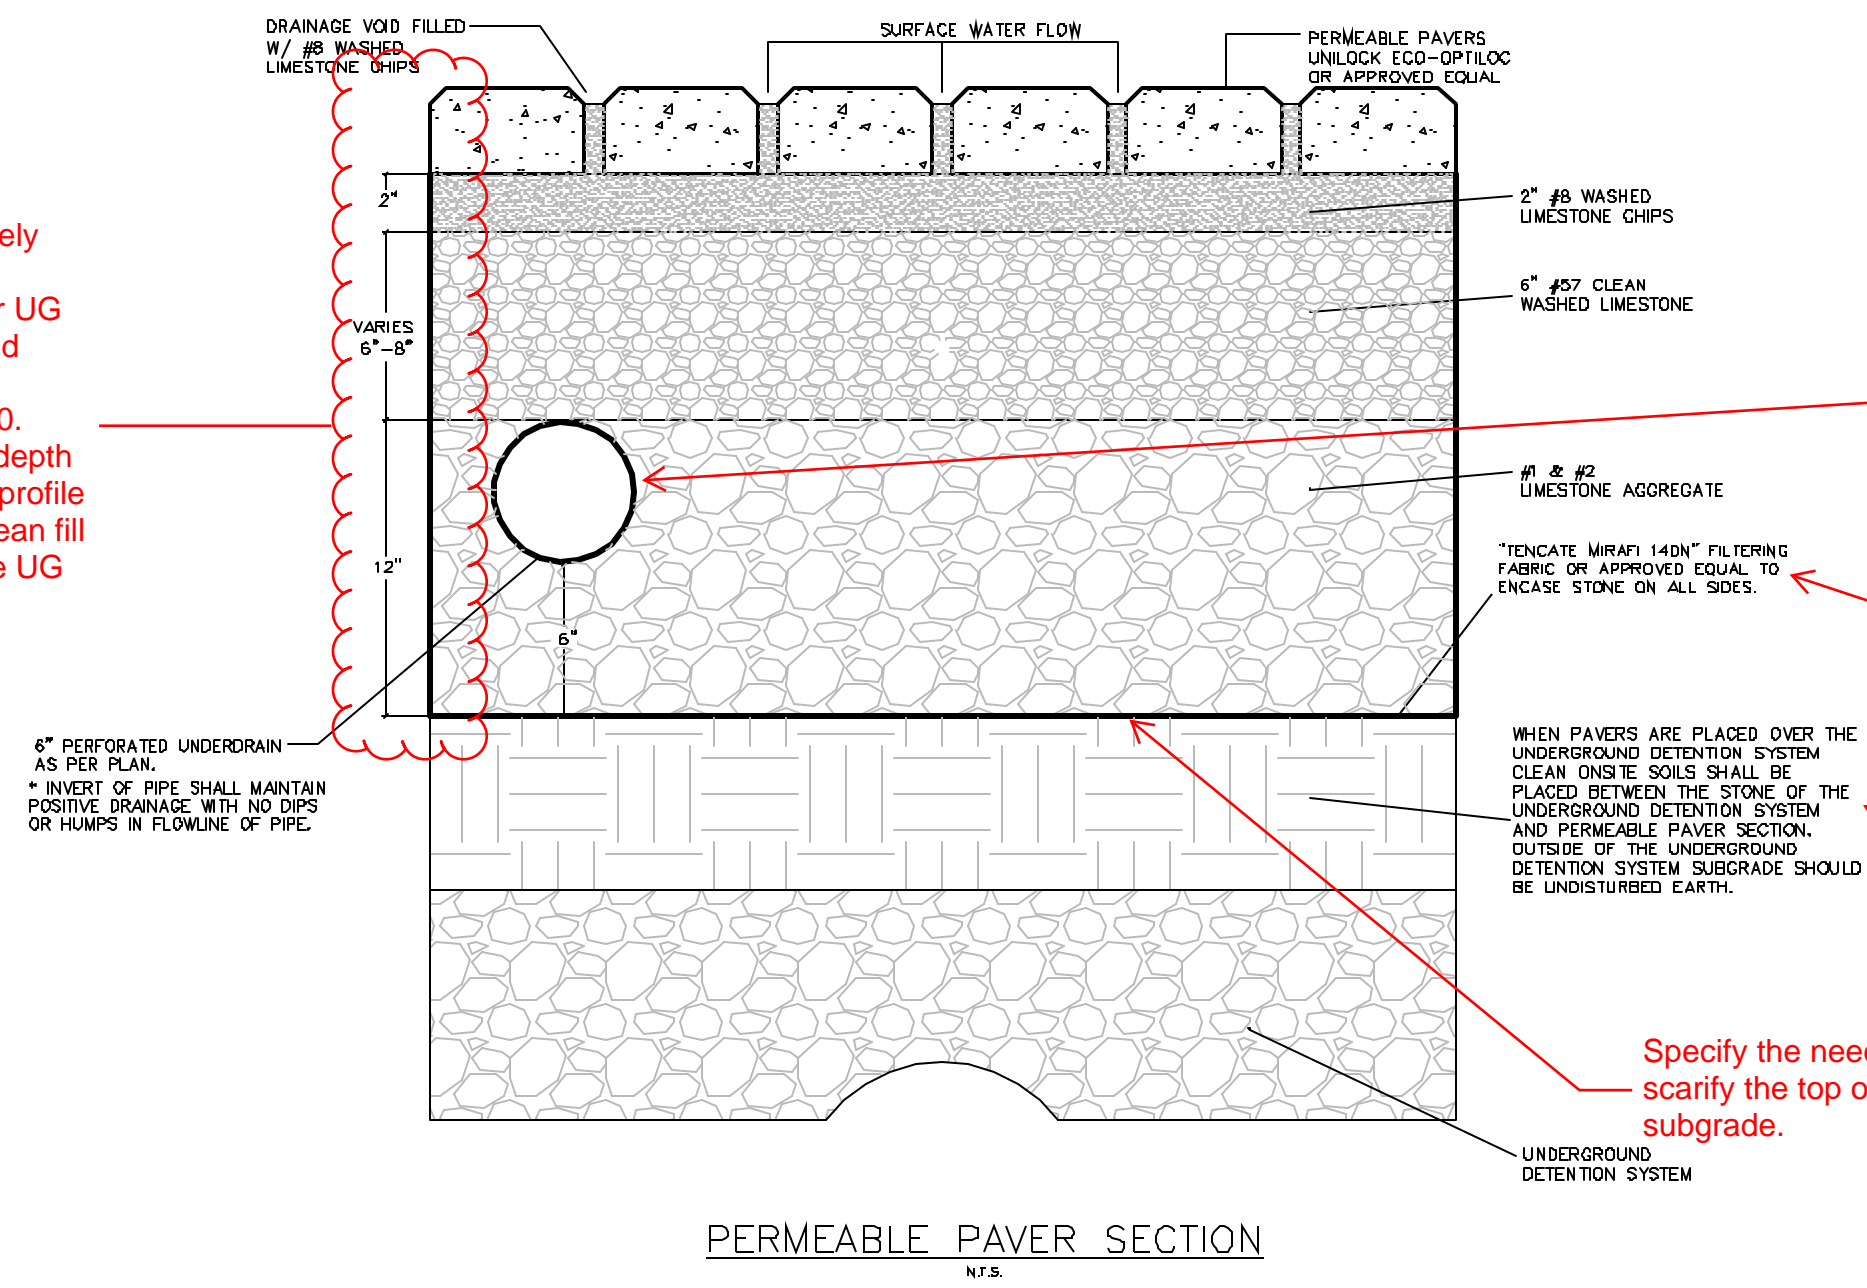 DRAINAGE VOID FILLED
W/ #8 WASHED
LIMESTONE CHIPS
SURFACE WATER FLOW
PERMEABLE PAVERS
UNILOCK ECO-OPTILOC
OR APPROVED EQUAL
2"
2" #8 WASHED
LIMESTONE CHIPS
VARIES
6"-8"
6" #57 CLEAN
WASHED LIMESTONE
ely
r UG
d
0.
depth
profile
ean fill
e UG
#1 & #2
LIMESTONE AGGREGATE
12"
6"
"TENCATE MIRAFI 140N" FILTERING
FABRIC OR APPROVED EQUAL TO
ENCASE STONE ON ALL SIDES.
6" PERFORATED UNDERDRAIN
AS PER PLAN.
* INVERT OF PIPE SHALL MAINTAIN
POSITIVE DRAINAGE WITH NO DIPS
OR HUMPS IN FLOWLINE OF PIPE.
WHEN PAVERS ARE PLACED OVER THE
UNDERGROUND DETENTION SYSTEM
CLEAN ONSITE SOILS SHALL BE
PLACED BETWEEN THE STONE OF THE
UNDERGROUND DETENTION SYSTEM
AND PERMEABLE PAVER SECTION.
OUTSIDE OF THE UNDERGROUND
DETENTION SYSTEM SUBGRADE SHOULD
BE UNDISTURBED EARTH.
Specify the need
scarify the top o
subgrade.
UNDERGROUND
DETENTION SYSTEM
PERMEABLE PAVER SECTION
N.T.S.